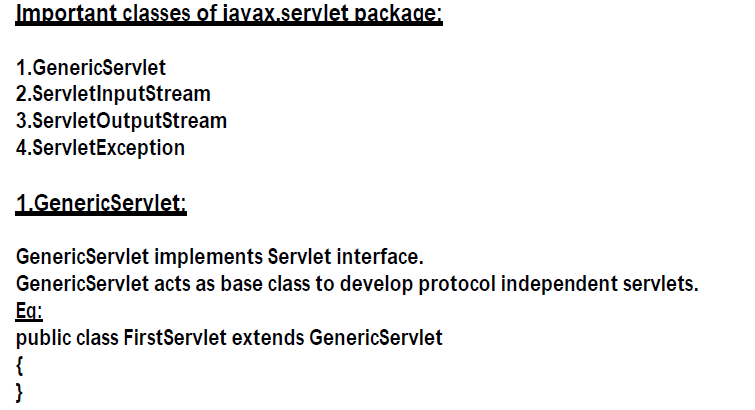 Important classes of javax.servlet package:
1.GenericServlet
2.ServletInputStream
3.ServletOutputStream
4.ServletException
1.GenericServlet:
GenericServlet implements Servlet interface.
GenericServlet acts as base class to develop protocol independent servlets.
Eg:
public class FirstServlet extends GenericServlet
{
}